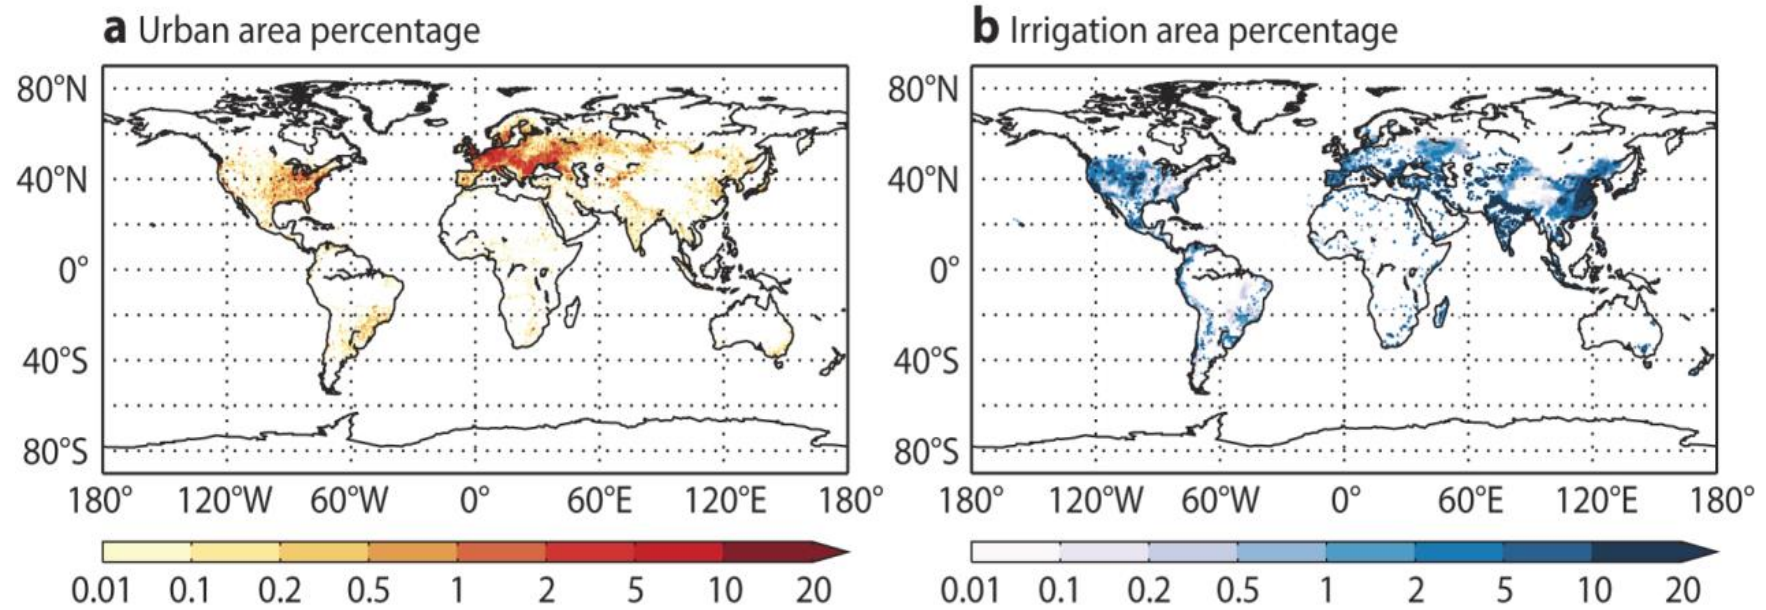 a Urban area percentage
80°N
40°N
0°
40°S
80°S
180° 120°W 60°W 0° 60°E 120°E 180°
0.01 0.1 0.2 0.5 1 2 5 10 20
b Irrigation area percentage
80°N
40°N
0°
40°S
80°S
180° 120°W 60°W 0° 60°E 120°E 180°
0.01 0.1 0.2 0.5 1 2 5 10 20